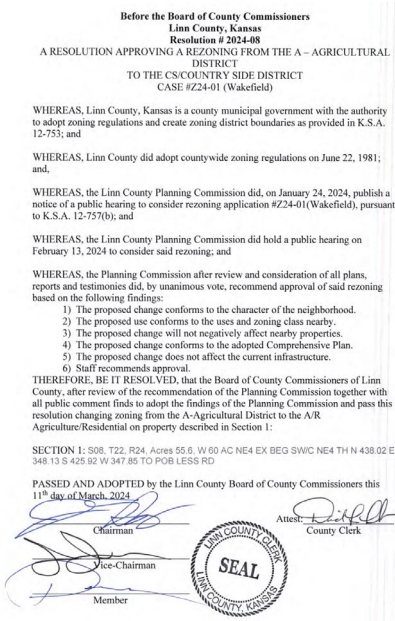 Before the Board of County Commissioners
Linn County, Kansas
Resolution # 2024-08
A RESOLUTION APPROVING A REZONING FROM THE A – AGRICULTURAL
DISTRICT
TO THE CS/COUNTRY SIDE DISTRICT
CASE #Z24-01 (Wakefield)
WHEREAS, Linn County, Kansas is a county municipal government with the authority
to adopt zoning regulations and create zoning district boundaries as provided in K.S.A.
12-753; and
WHEREAS, Linn County did adopt countywide zoning regulations on June 22, 1981;
and,
WHEREAS, the Linn County Planning Commission did, on January 24, 2024, publish a
notice of a public hearing to consider rezoning application #Z24-01(Wakefield), pursuant
to K.S.A. 12-757(b); and
WHEREAS, the Linn County Planning Commission did hold a public hearing on
February 13, 2024 to consider said rezoning; and
WHEREAS, the Planning Commission after review and consideration of all plans,
reports and testimonies did, by unanimous vote, recommend approval of said rezoning
based on the following findings:
1) The proposed change conforms to the character of the neighborhood.
2) The proposed use conforms to the uses and zoning class nearby.
3) The proposed change will not negatively affect nearby properties.
4) The proposed change conforms to the adopted Comprehensive Plan.
5) The proposed change does not affect the current infrastructure.
6) Staff recommends approval.
THEREFORE, BE IT RESOLVED, that the Board of County Commissioners of Linn
County, after review of the recommendation of the Planning Commission together with
all public comment finds to adopt the findings of the Planning Commission and pass this
resolution changing zoning from the A-Agricultural District to the A/R
Agriculture/Residential on property described in Section 1:
SECTION 1: S08, T22, R24, Acres 55.6, W 60 AC NE4 EX BEG SW/C NE4 TH N 438.02 E
348.13 S 425.92 W 347.85 TO POB LESS RD
PASSED AND ADOPTED by the Linn County Board of County Commissioners this
11th day of March, 2024
Attest:
Chairman
County Clerk
Vice-Chairman
LINN COUNTY CLERK
SEAL
LINN COUNTY, KANSAS
Member